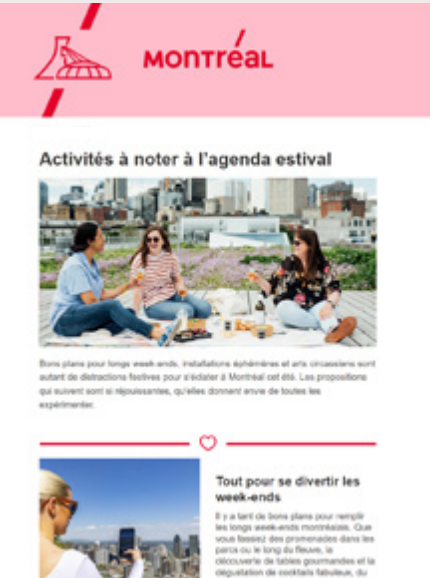 MONTRéAL
Activités à noter à l'agenda estival
Bons plans pour longs week-ends, installations éphémères et arts circassiens sont
autant de distractions festives pour s'éclater à Montréal cet été. Les propositions
qui suivent sont si réjouissantes, qu'elles donnent envie de toutes les
expérimenter.
Tout pour se divertir les
week-ends
Il y a tant de bons plans pour remplir
les longs week-ends montréalais. Que
vous fassiez des promenades dans les
parcs ou le long du fleuve, la
découverte de tables gourmandes et la
dégustation de cocktails fabuleux, du